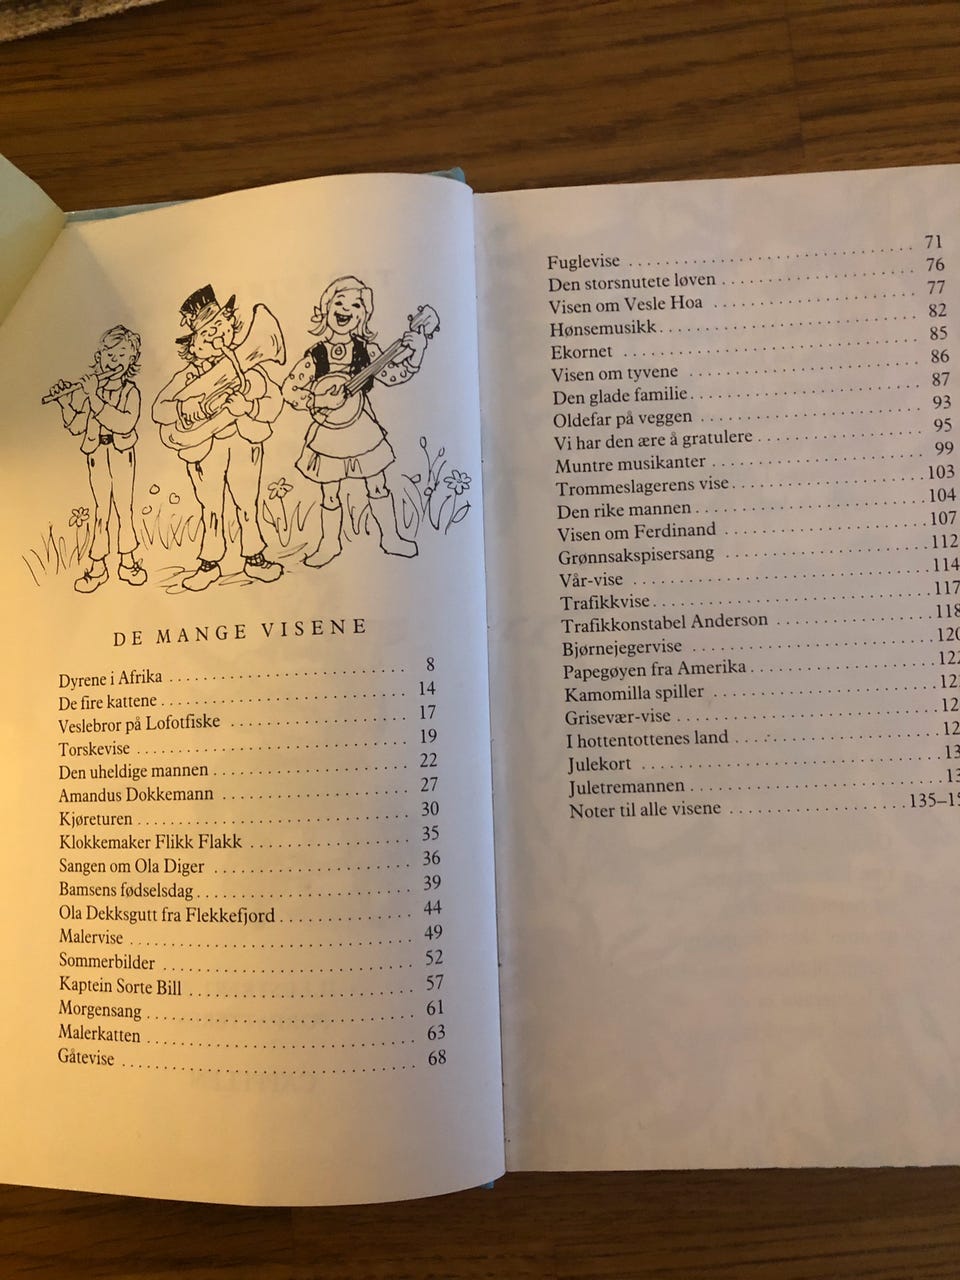 DE MANGE VISENE
Dyrene i Afrika ........................ 8
De fire kattene ........................ 14
Veslebror på Lofotfiske ........................ 17
Torskevise ........................ 19
Den uheldige mannen ........................ 22
Amandus Dokkemann ........................ 27
Kjøreturen ........................ 30
Klokkemaker Flikk Flakk ........................ 35
Sangen om Ola Diger ........................ 36
Bamsens fødselsdag ........................ 39
Ola Dekksgutt fra Flekkefjord ........................ 44
Malervise ........................ 49
Sommerbilder ........................ 52
Kaptein Sorte Bill ........................ 57
Morgensang ........................ 61
Malerkatten ........................ 63
Gåtevise ........................ 68
Fuglevise ........................ 71
Den storsnutete løven ........................ 76
Visen om Vesle Hoa ........................ 77
Hønsemusikk ........................ 82
Ekornet ........................ 85
Visen om tyvene ........................ 86
Den glade familie ........................ 87
Oldefar på veggen ........................ 93
Vi har den ære å gratulere ........................ 95
Muntre musikanter ........................ 99
Trommeslagerens vise ........................ 103
Den rike mannen ........................ 104
Visen om Ferdinand ........................ 107
Grønnsakspisersang ........................ 112
Vår-vise ........................ 114
Trafikkvise ........................ 117
Trafikkonstabel Anderson ........................ 118
Bjørnejegervise ........................ 120
Papegøyen fra Amerika ........................ 122
Kamomilla spiller ........................
Grisevær-vise ........................
I hottentottenes land ........................
Julekort ........................
Juletremannen ........................
Noter til alle visene ........................ 135–15